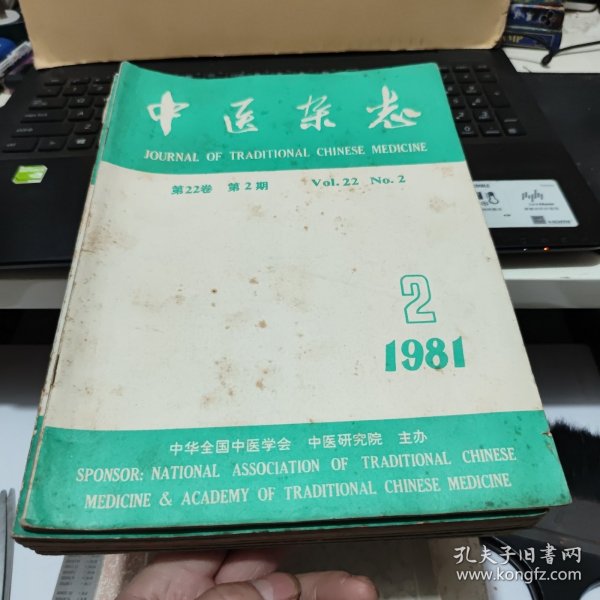 中医杂志
JOURNAL OF TRADITIONAL CHINESE MEDICINE
第22卷 第2期 Vol.22 No.2
2
1981
中华全国中医学会 中医研究院 主办
SPONSOR: NATIONAL ASSOCIATION OF TRADITIONAL CHINESE
MEDICINE & ACADEMY OF TRADITIONAL CHINESE MEDICINE
孔夫子旧书网
www.kongfz.com